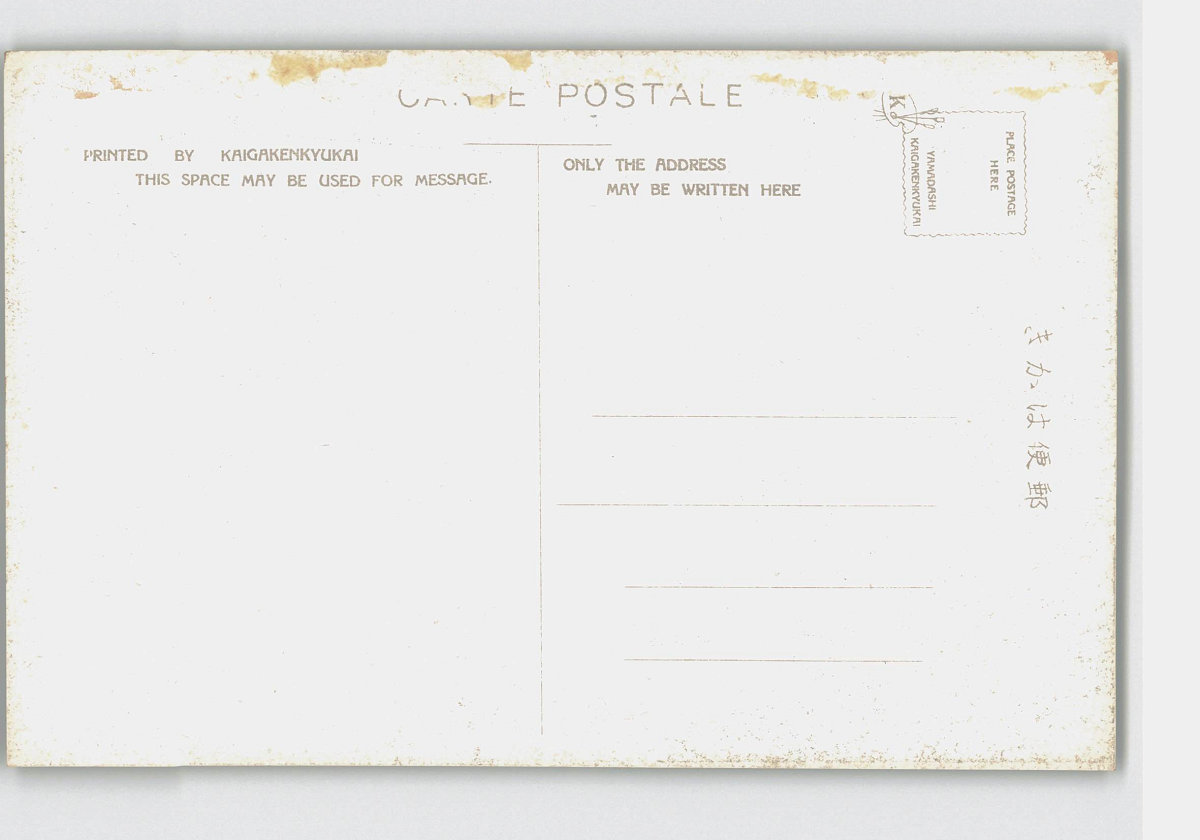 CARTE POSTALE
PRINTED BY KAIGAKENKYUKAI
THIS SPACE MAY BE USED FOR MESSAGE.
ONLY THE ADDRESS
MAY BE WRITTEN HERE
K
PLACE POSTAGE
HERE
YAMADASHI
KAIGAKENKYUKAI
きかは便郵